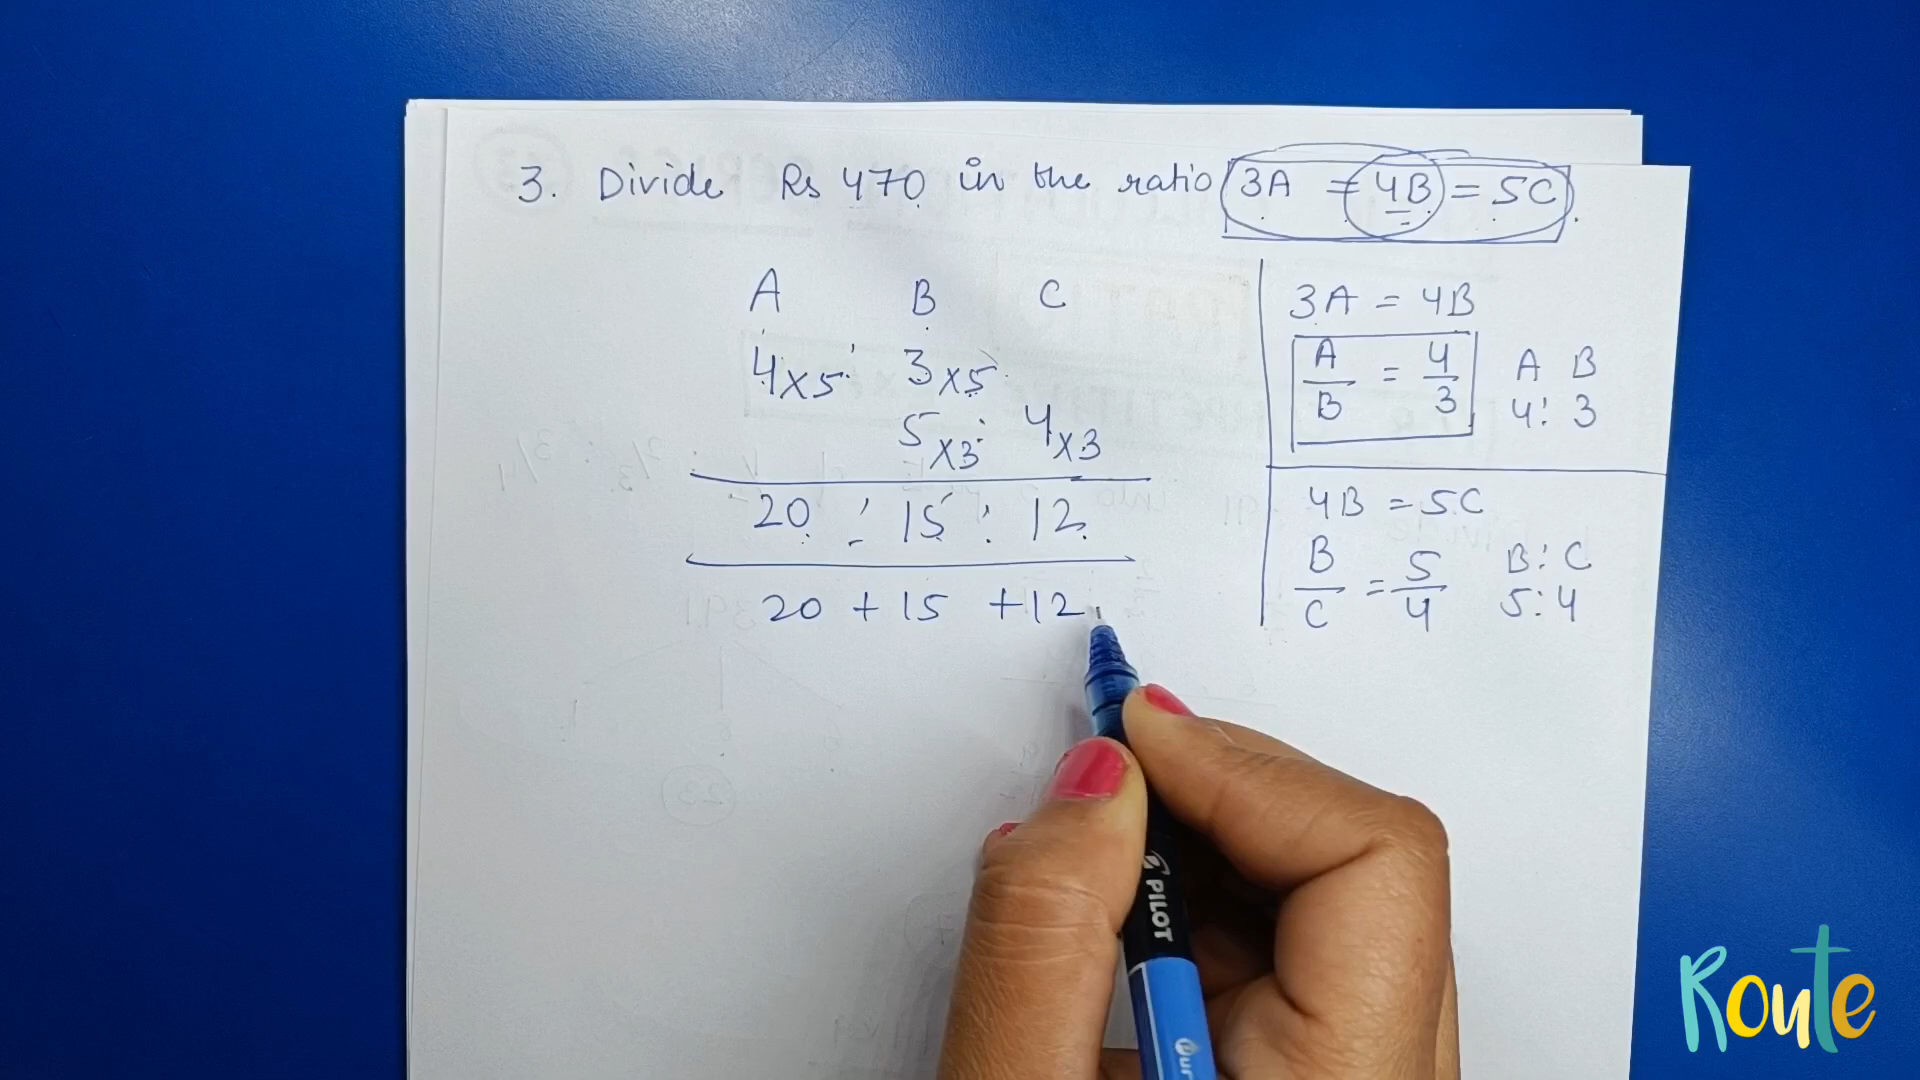 3. Divide Rs 470 in the ratio 3A = 4B = 5C.
A B C
4x5 : 3x5
5x3 : 4x3
20 : 15 : 12
20 + 15 + 12
3A = 4B
A/B = 4/3
A B
4 : 3
4B = 5C
B/C = 5/4
B : C
5 : 4
PILOT
Route